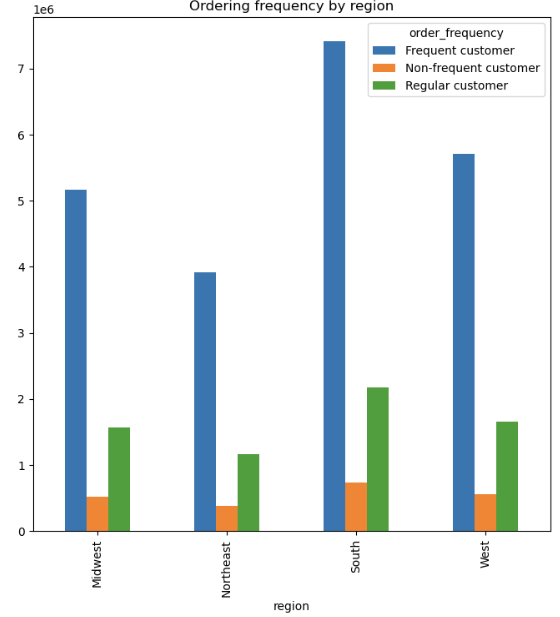 Ordering frequency by region
1e6
order_frequency
Frequent customer
Non-frequent customer
Regular customer
7
6
5
4
3
2
1
0
Midwest
Northeast
South
West
region